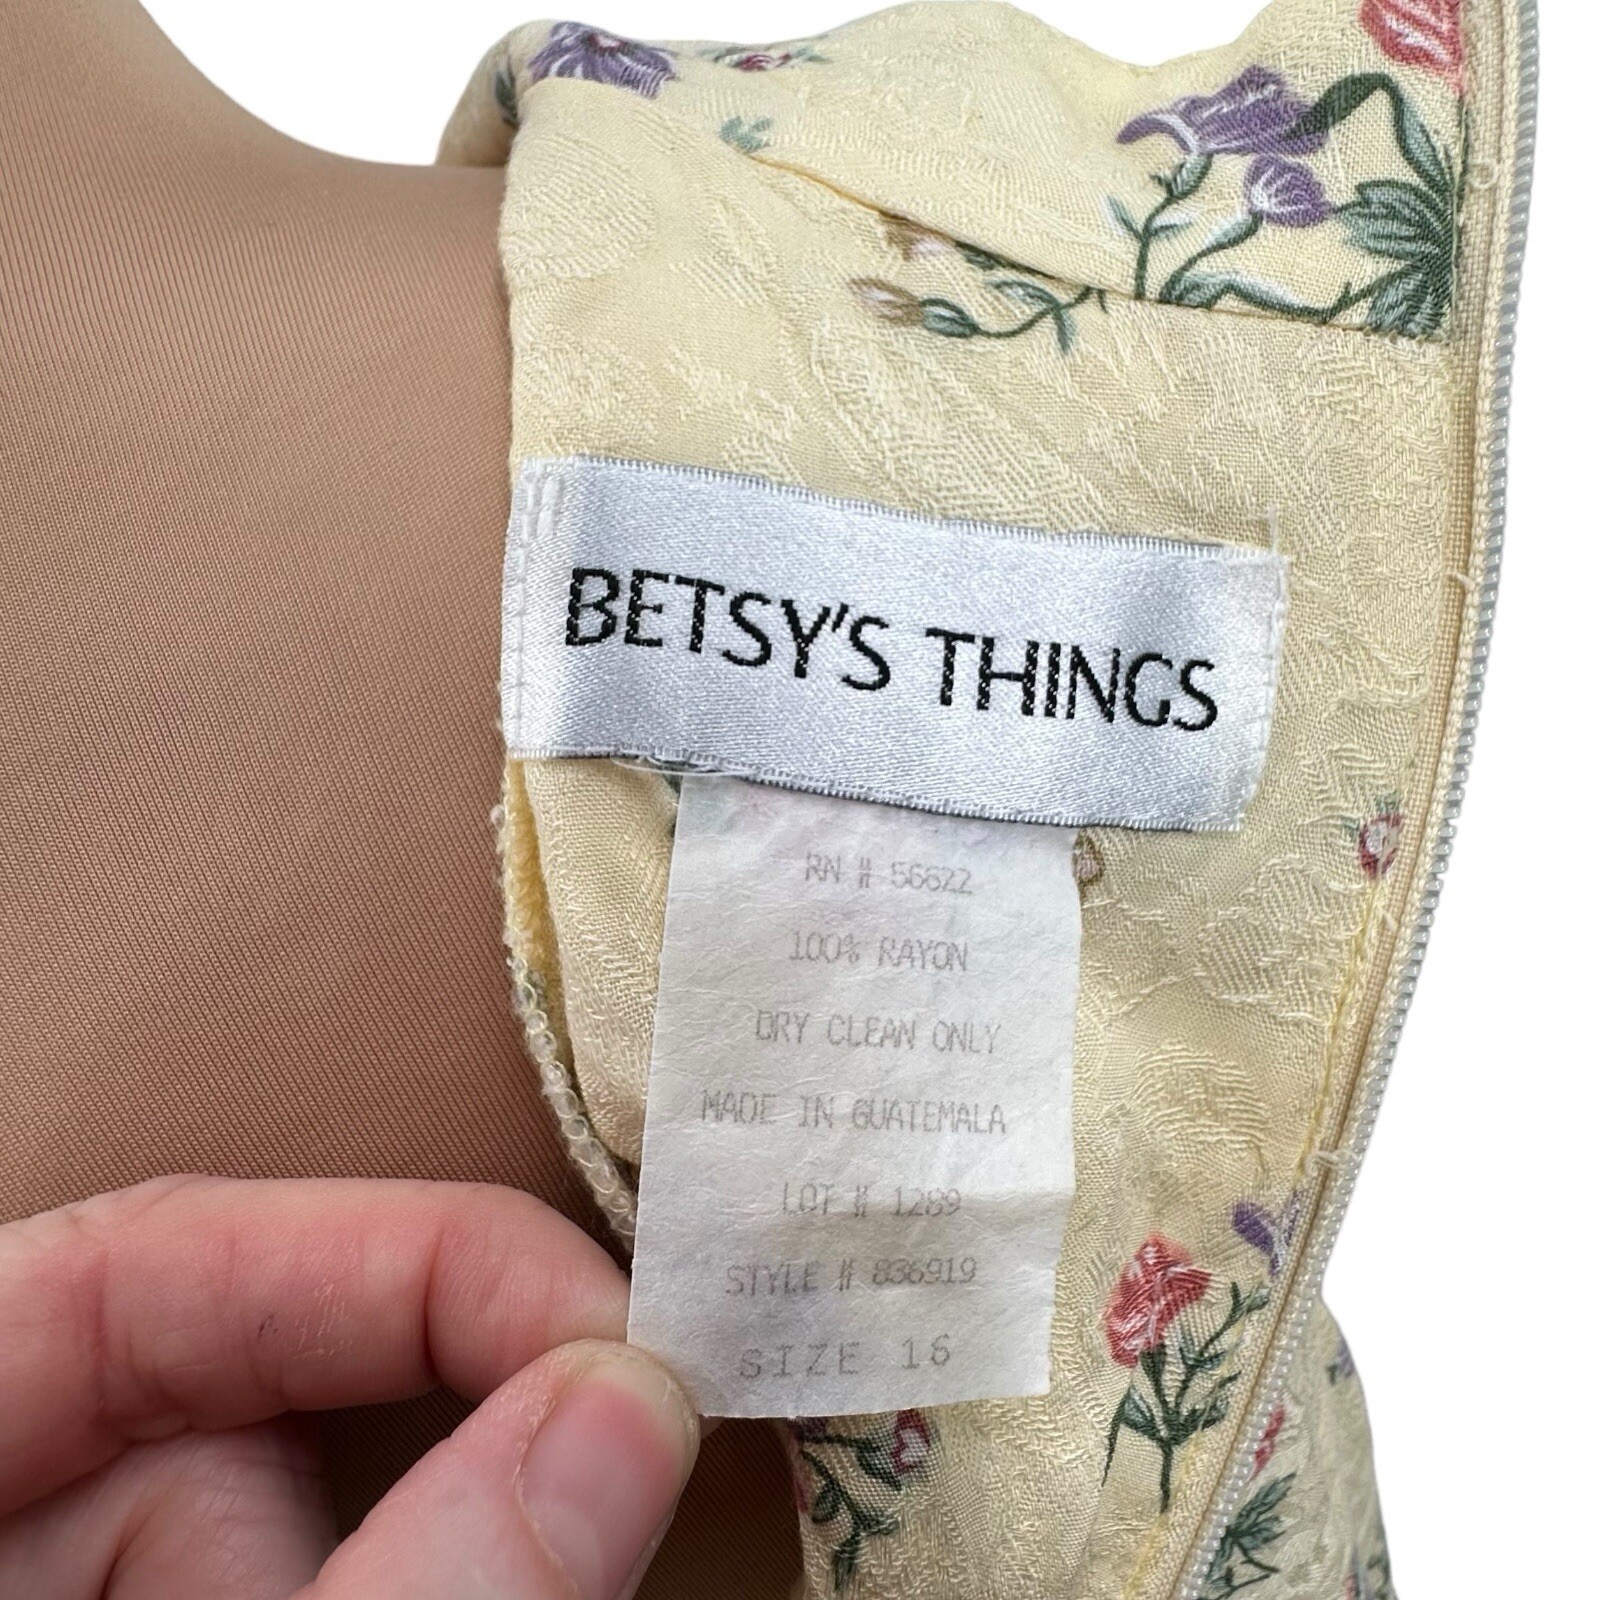 BETSY'S THINGS
RN # 56622
100% RAYON
DRY CLEAN ONLY
MADE IN GUATEMALA
LOT # 1289
STYLE # 836919
SIZE 16